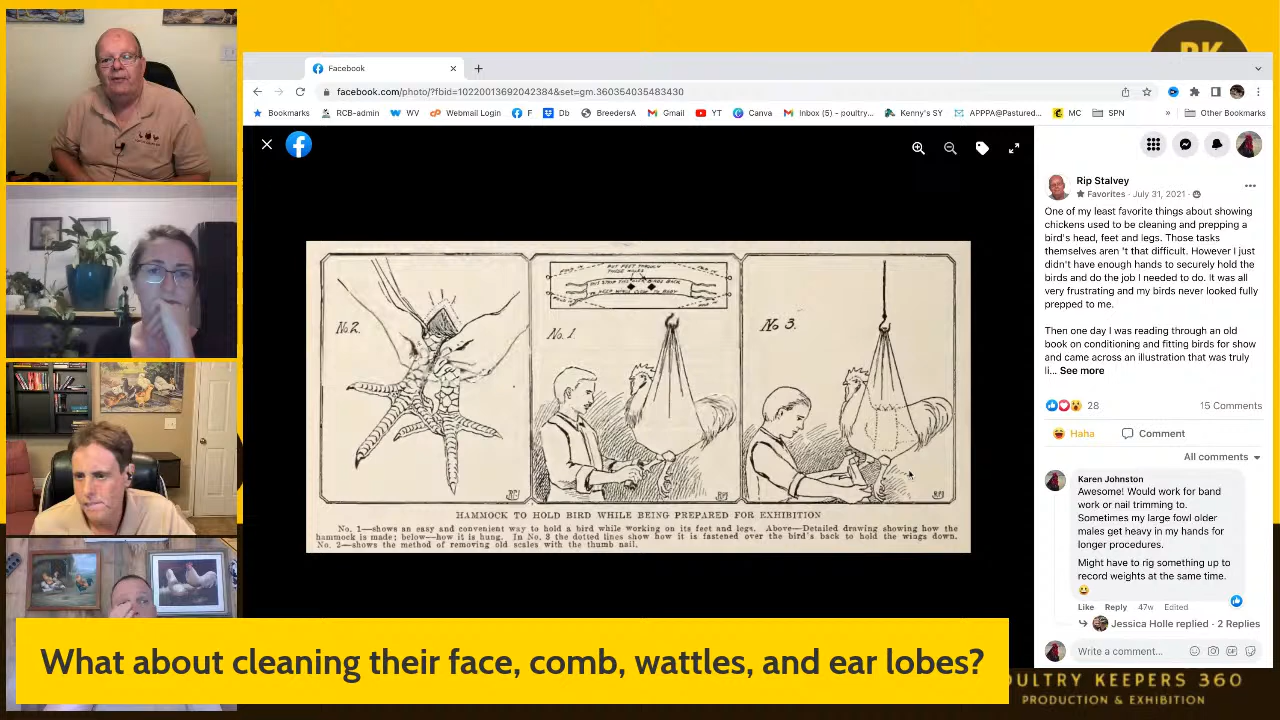 PK
Facebook
facebook.com/photo/?fbid=10220013692042384&set=gm.360354035483430
Bookmarks RCB-admin WV Webmail Login F Db BreedersA Gmail YT Canva Inbox (5) - poultry... Kenny's SY APPPA@Pastured... MC SPN » Other Bookmarks
Rip Stalvey
Favorites · July 31, 2021 ·
One of my least favorite things about showing
chickens used to be cleaning and prepping a
bird's head, feet and legs. Those tasks
themselves aren 't that difficult. However I just
didn't have enough hands to securely hold the
birds and do the job I needed to do. It was all
very frustrating and my birds never looked fully
prepped to me.
Then one day I was reading through an old
book on conditioning and fitting birds for show
and came across an illustration that was truly
li... See more
28 15 Comments
Haha Comment
All comments
Karen Johnston
Awesome! Would work for band
work or nail trimming to.
Sometimes my large fowl older
males get heavy in my hands for
longer procedures.
Might have to rig something up to
record weights at the same time.
Like Reply 47w Edited
Jessica Holle replied · 2 Replies
Write a comment...
No 2.
PUT FEET THROUGH
THESE HOLES
No. 1.
No 3.
HAMMOCK TO HOLD BIRD WHILE BEING PREPARED FOR EXHIBITION
No. 1—shows an easy and convenient way to hold a bird while working on its feet and legs. Above—Detailed drawing showing how the
hammock is made; below—how it is hung. In No. 3 the dotted lines show how it is fastened over the bird's back to hold the wings down.
No. 2—shows the method of removing old scales with the thumb nail.
What about cleaning their face, comb, wattles, and ear lobes?
OULTRY KEEPERS 360
PRODUCTION & EXHIBITION